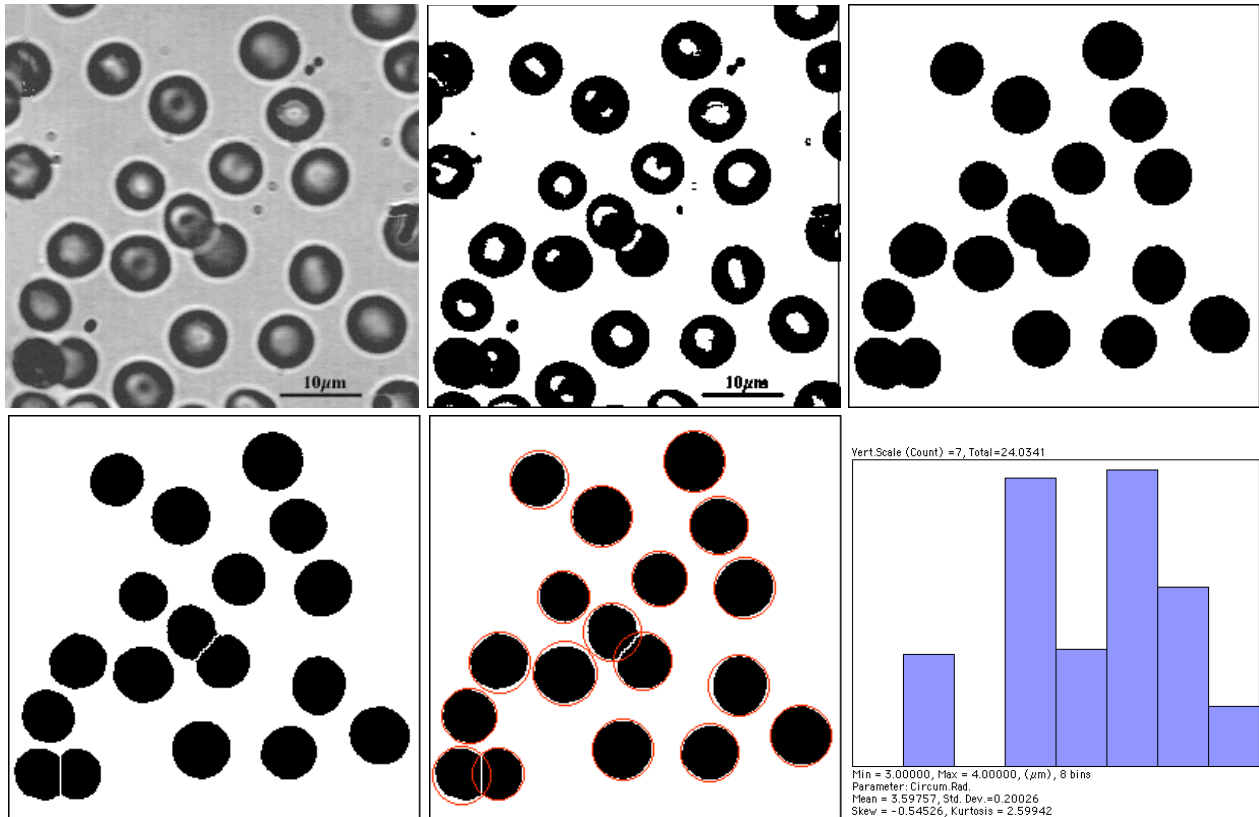 10μm
10μm
Vert.Scale (Count) =7, Total=24.0341
Min = 3.00000, Max = 4.00000, (μm), 8 bins
Parameter: Circum.Rad.
Mean = 3.59757, Std. Dev.=0.20026
Skew = -0.54526, Kurtosis = 2.59942